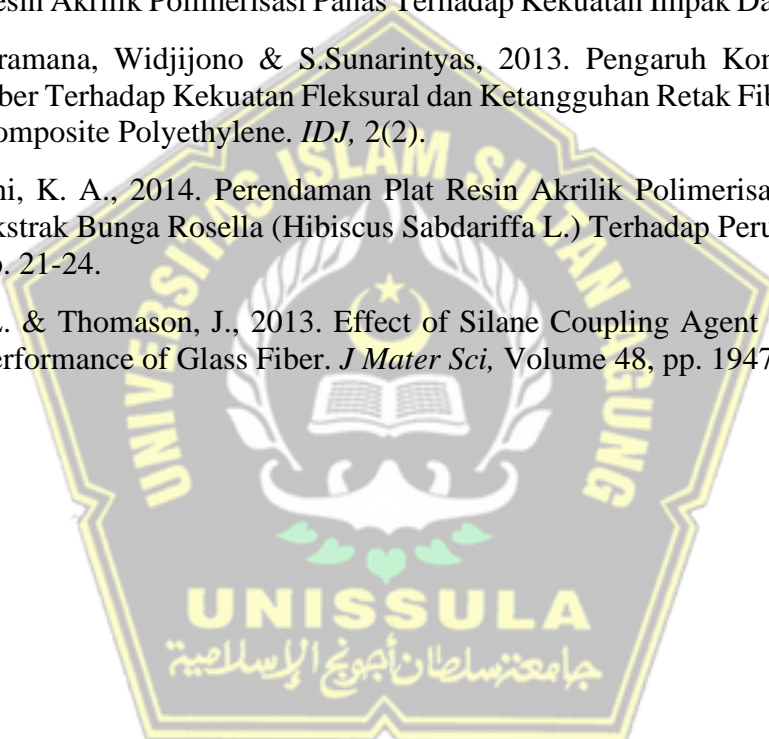 esin Akrilik Polimerisasi Panas Terhadap Kekuatan Impak Da
ramana, Widjijono & S.Sunarintyas, 2013. Pengaruh Kon
ber Terhadap Kekuatan Fleksural dan Ketangguhan Retak Fib
omposite Polyethylene. IDJ, 2(2).
ni, K. A., 2014. Perendaman Plat Resin Akrilik Polimerisa
kstrak Bunga Rosella (Hibiscus Sabdariffa L.) Terhadap Peru
p. 21-24.
. & Thomason, J., 2013. Effect of Silane Coupling Agent
erformance of Glass Fiber. J Mater Sci, Volume 48, pp. 1947
UNIVERSITAS ISLAM SULTAN AGUNG
UNISSULA
جامعتسلطان أجونج الإسلامية